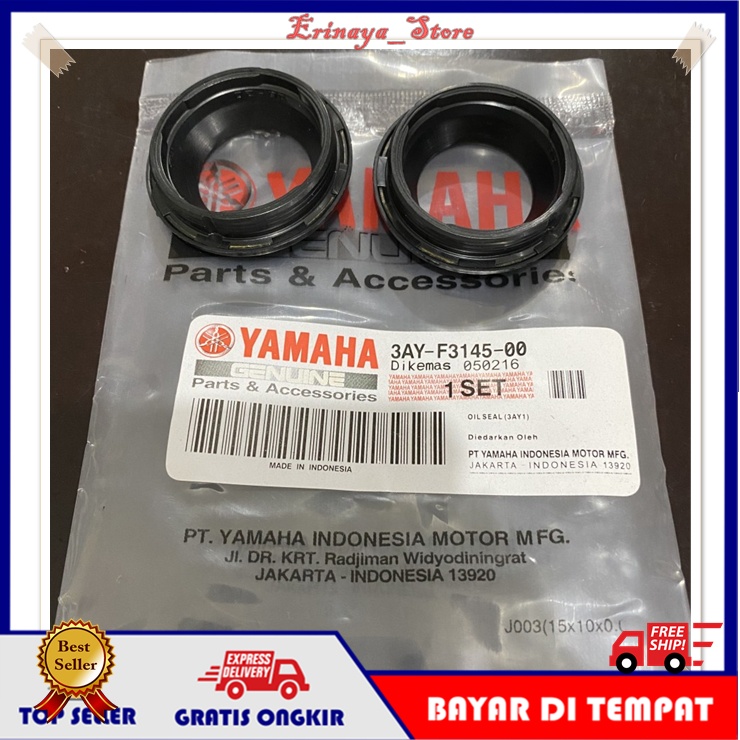 Erinaya_Store
YAMAHA
GENUINE
Parts & Accessories
YAMAHA
GENUINE
Parts & Accessories
3AY-F3145-00
Dikemas 050216
1 SET
OIL SEAL (3AY1)
Diedarkan Oleh
PT YAMAHA INDONESIA MOTOR MFG.
JAKARTA - INDONESIA 13920
MADE IN INDONESIA
PT. YAMAHA INDONESIA MOTOR MFG.
Jl. DR. KRT. Radjiman Widyodiningrat
JAKARTA - INDONESIA 13920
J003(15x10x0.
FREE
SHIP!
Best
Seller
EXPRESS
DELIVERY
TOP SELLER
GRATIS ONGKIR
BAYAR DI TEMPAT